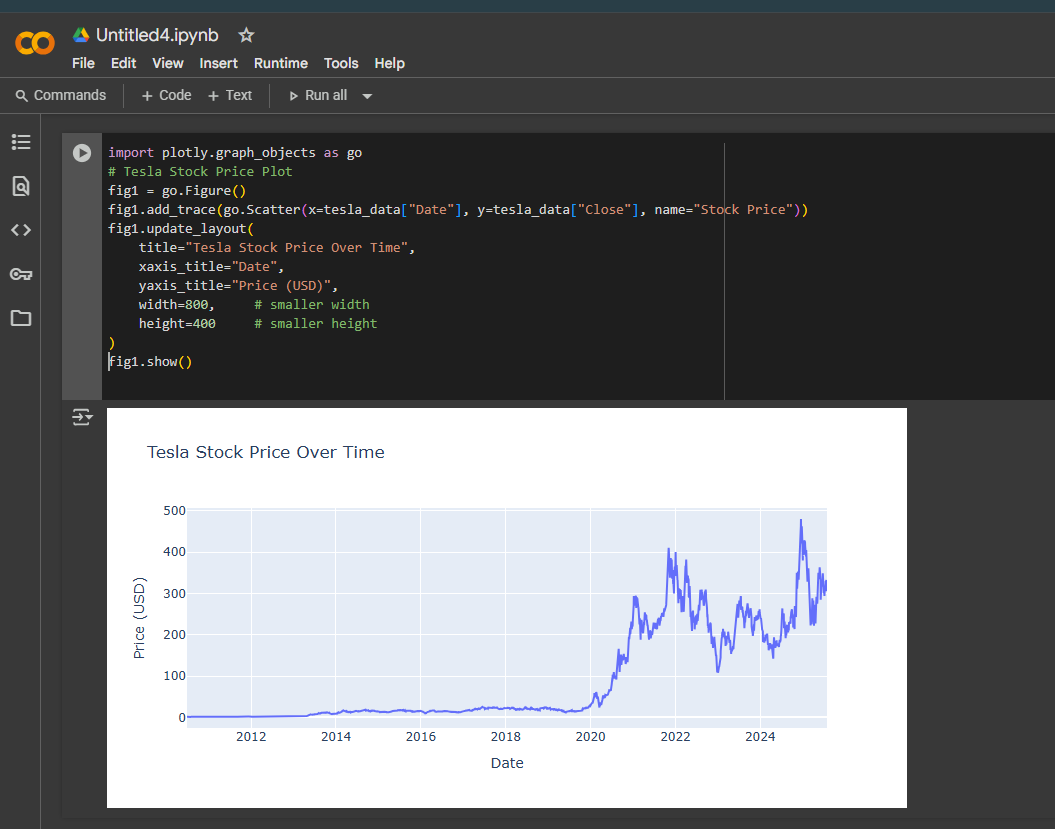 Untitled4.ipynb
File Edit View Insert Runtime Tools Help
Commands + Code + Text Run all
import plotly.graph_objects as go
# Tesla Stock Price Plot
fig1 = go.Figure()
fig1.add_trace(go.Scatter(x=tesla_data["Date"], y=tesla_data["Close"], name="Stock Price"))
fig1.update_layout(
    title="Tesla Stock Price Over Time",
    xaxis_title="Date",
    yaxis_title="Price (USD)",
    width=800,     # smaller width
    height=400     # smaller height
)
fig1.show()
Tesla Stock Price Over Time
Price (USD)
500
400
300
200
100
0
2012 2014 2016 2018 2020 2022 2024
Date